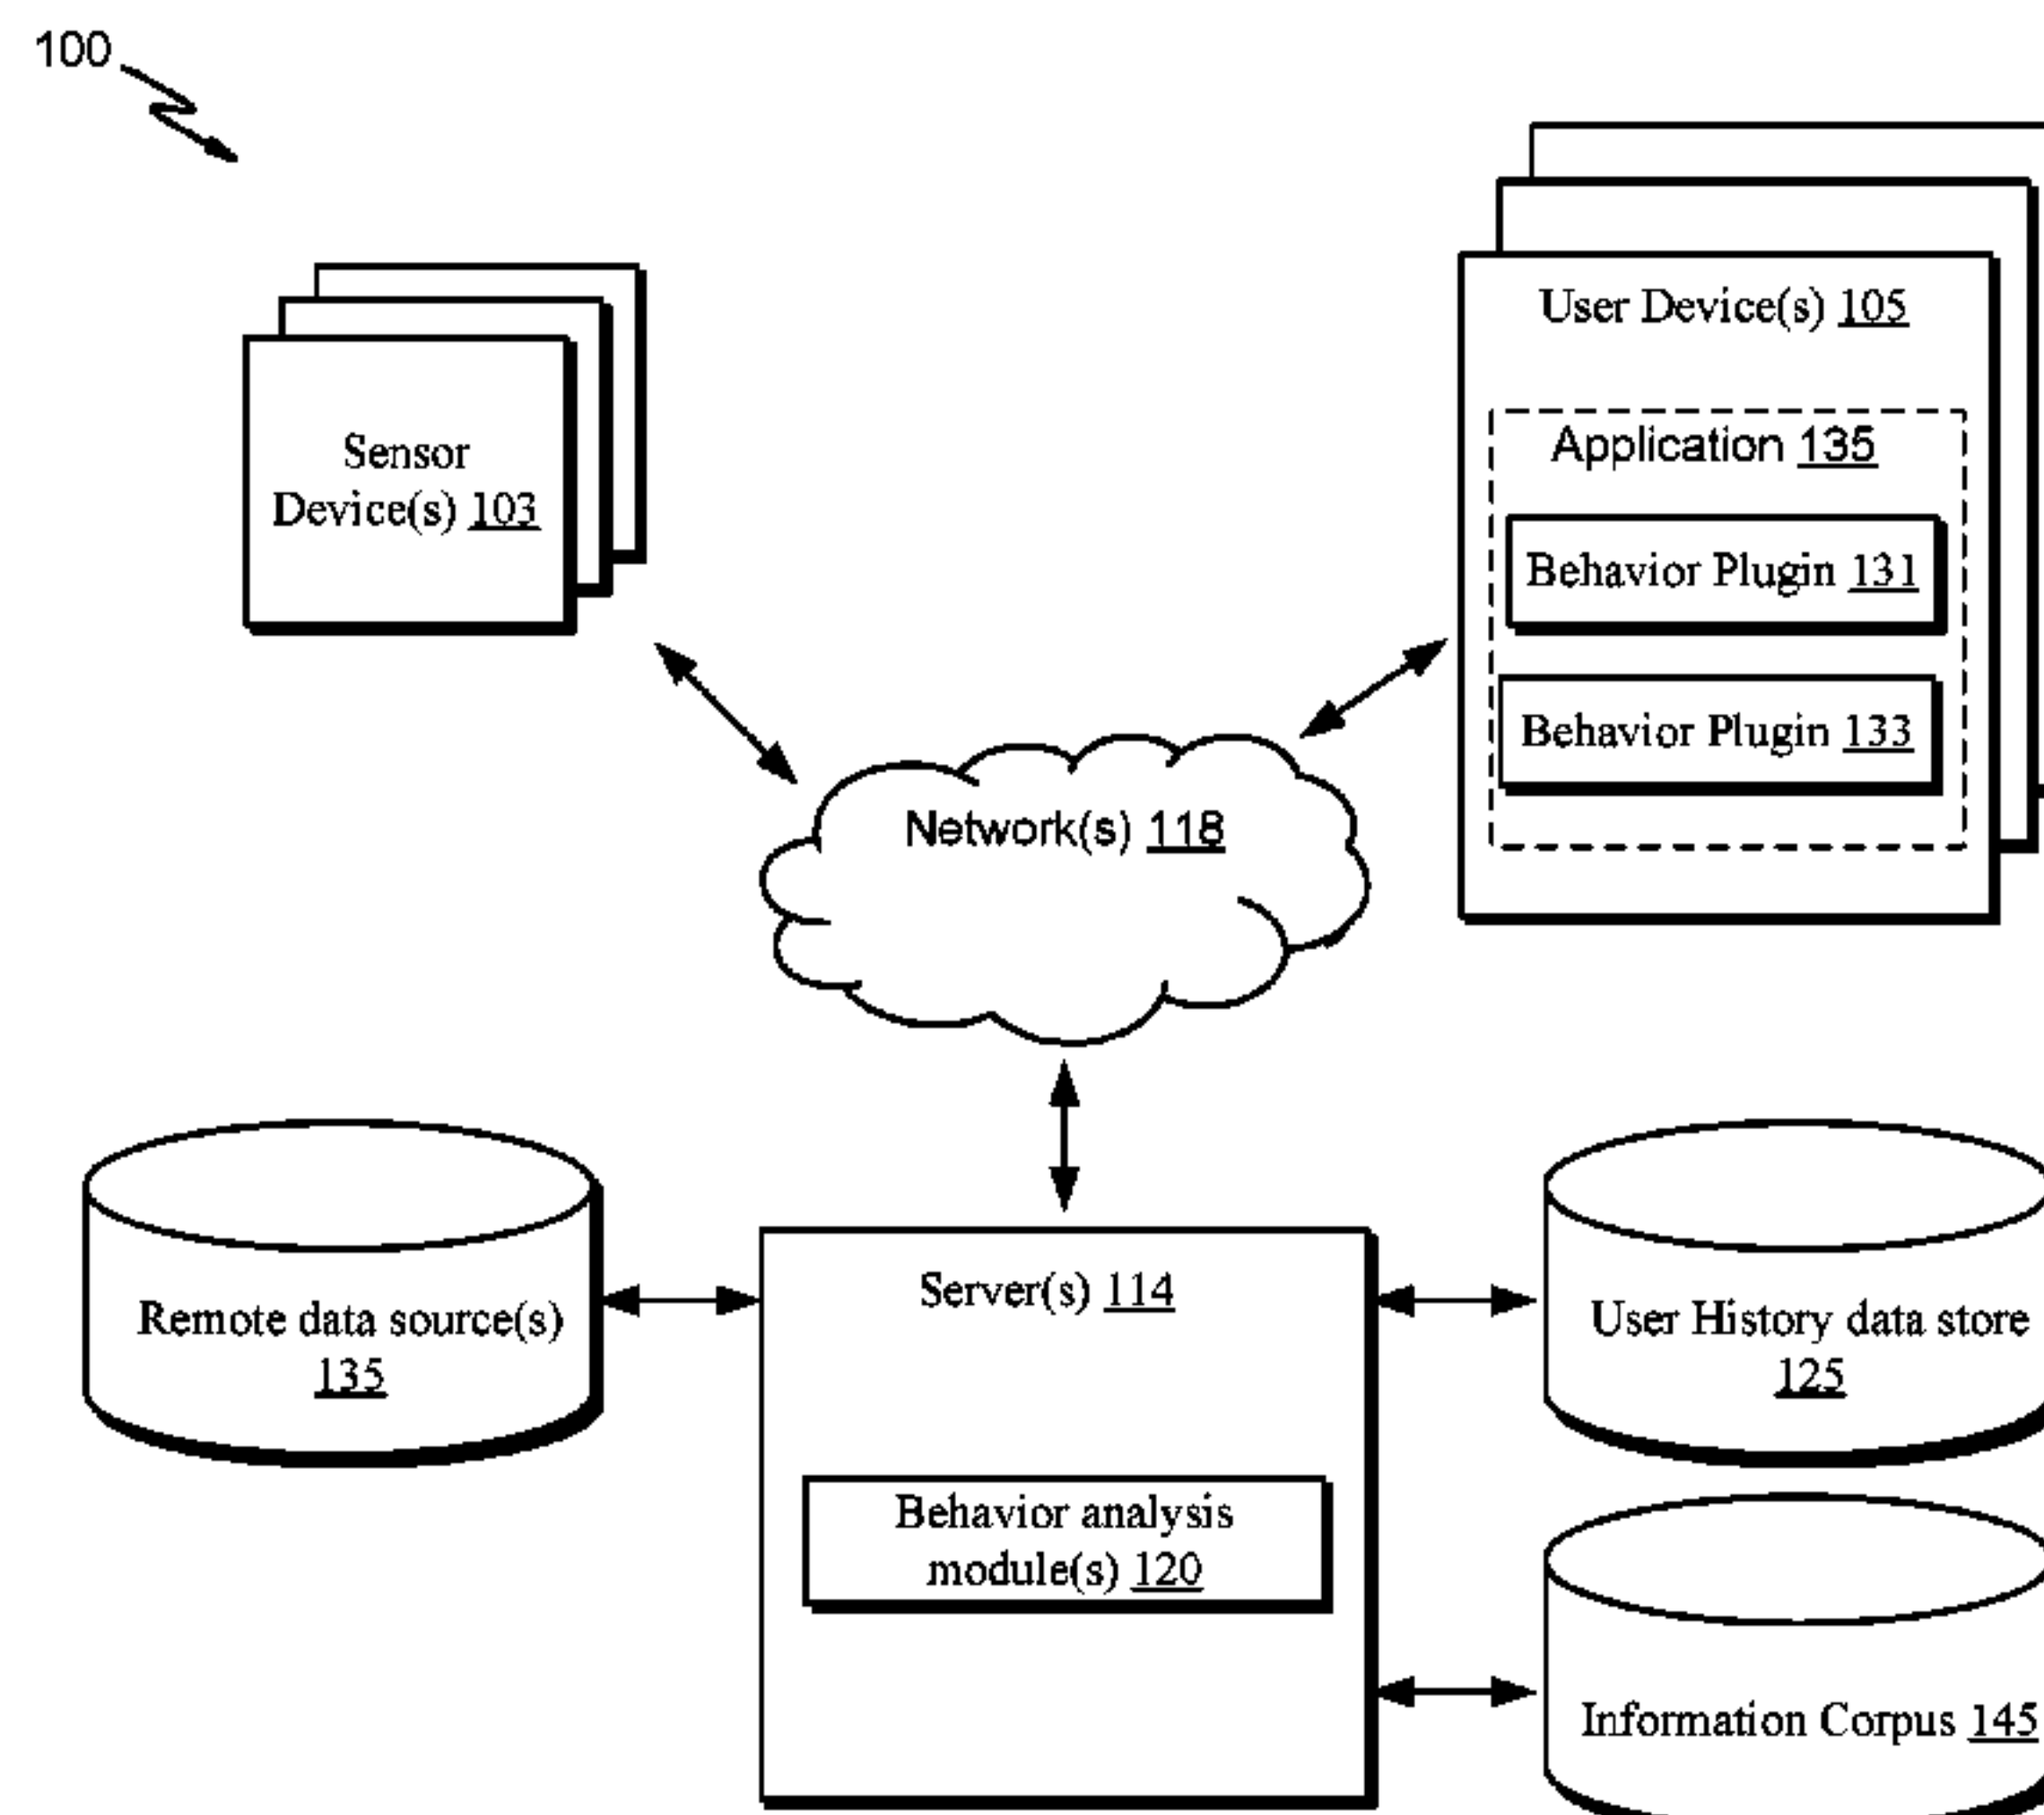 100
Sensor
Device(s) 103
User Device(s) 105
Application 135
Behavior Plugin 131
Behavior Plugin 133
Network(s) 118
Remote data source(s)
135
Server(s) 114
Behavior analysis
module(s) 120
User History data store
125
Information Corpus 145